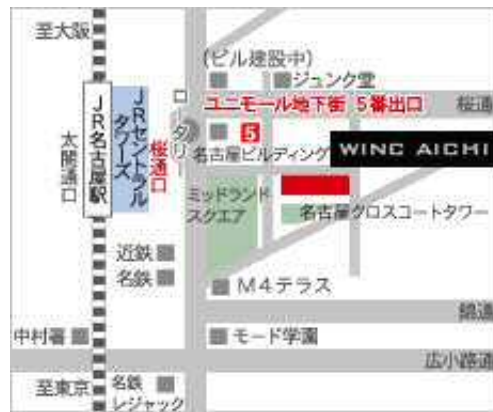 至大阪
(ビル建設中)
ジュンク堂
ユニモール地下街 5番出口
桜通
ロータリー
JR名古屋駅
JRセントラル
タワーズ
桜通口
太閤通口
5
名古屋ビルディング
WINC AICHI
ミッドランド
スクエア
名古屋クロスコートタワー
近鉄
名鉄
M4テラス
錦通
中村署
モード学園
広小路通
至東京
名鉄
レジャック